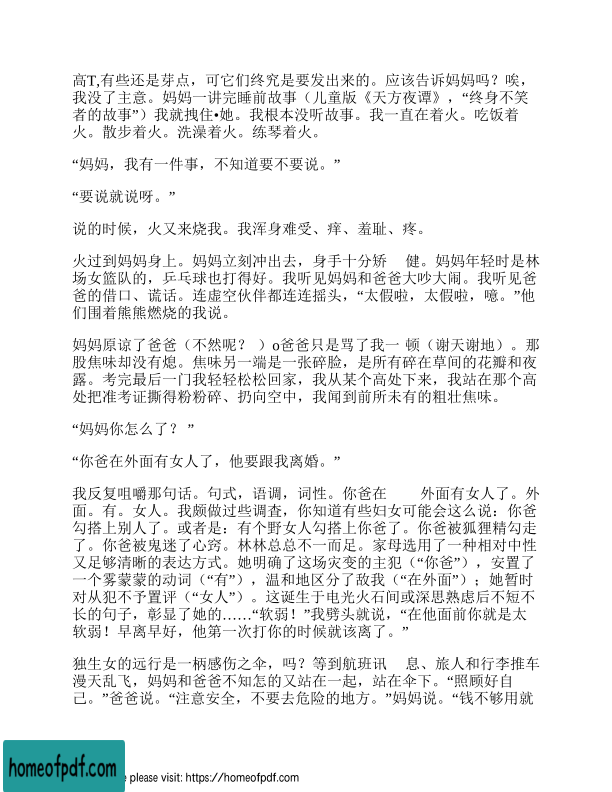 高T,有些还是芽点，可它们终究是要发出来的。应该告诉妈妈吗？唉，
我没了主意。妈妈一讲完睡前故事（儿童版《天方夜谭》，“终身不笑
者的故事”）我就拽住•她。我根本没听故事。我一直在着火。吃饭着
火。散步着火。洗澡着火。练琴着火。
“妈妈，我有一件事，不知道要不要说。”
“要说就说呀。”
说的时候，火又来烧我。我浑身难受、痒、羞耻、疼。
火过到妈妈身上。妈妈立刻冲出去，身手十分矫 健。妈妈年轻时是林
场女篮队的，乒乓球也打得好。我听见妈妈和爸爸大吵大闹。我听见爸
爸的借口、谎话。连虚空伙伴都连连摇头，“太假啦，太假啦，噫。”他
们围着熊熊燃烧的我说。
妈妈原谅了爸爸（不然呢？ ）o爸爸只是骂了我一 顿（谢天谢地）。那
股焦味却没有熄。焦味另一端是一张碎脸，是所有碎在草间的花瓣和夜
露。考完最后一门我轻轻松松回家，我从某个高处下来，我站在那个高
处把准考证撕得粉粉碎、扔向空中，我闻到前所未有的粗壮焦味。
“妈妈你怎么了？ ”
“你爸在外面有女人了，他要跟我离婚。”
我反复咀嚼那句话。句式，语调，词性。你爸在 外面有女人了。外
面。有。女人。我颇做过些调查，你知道有些妇女可能会这么说：你爸
勾搭上别人了。或者是：有个野女人勾搭上你爸了。你爸被狐狸精勾走
了。你爸被鬼迷了心窍。林林总总不一而足。家母选用了一种相对中性
又足够清晰的表达方式。她明确了这场灾变的主犯（“你爸”），安置了
一个雾蒙蒙的动词（“有”），温和地区分了敌我（“在外面”）；她暂时
对从犯不予置评（“女人”）。这诞生于电光火石间或深思熟虑后不短不
长的句子，彰显了她的……“软弱！”我劈头就说，“在他面前你就是太
软弱！早离早好，他第一次打你的时候就该离了。”
独生女的远行是一柄感伤之伞，吗？等到航班讯 息、旅人和行李推车
漫天乱飞，妈妈和爸爸不知怎的又站在一起，站在伞下。“照顾好自
己。”爸爸说。“注意安全，不要去危险的地方。”妈妈说。“钱不够用就
homeofpdf.com
e please visit: https://homeofpdf.com